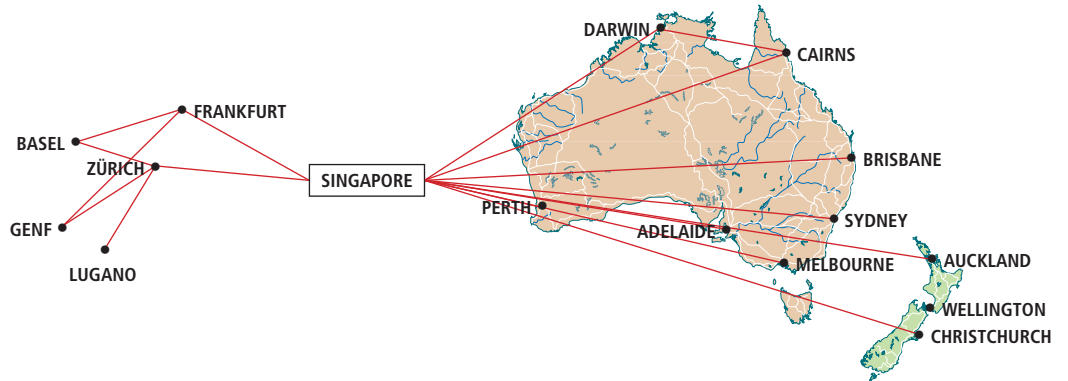 DARWIN
CAIRNS
FRANKFURT
BASEL
BRISBANE
ZÜRICH
SINGAPORE
PERTH
SYDNEY
GENF
ADELAIDE
AUCKLAND
MELBOURNE
LUGANO
WELLINGTON
CHRISTCHURCH